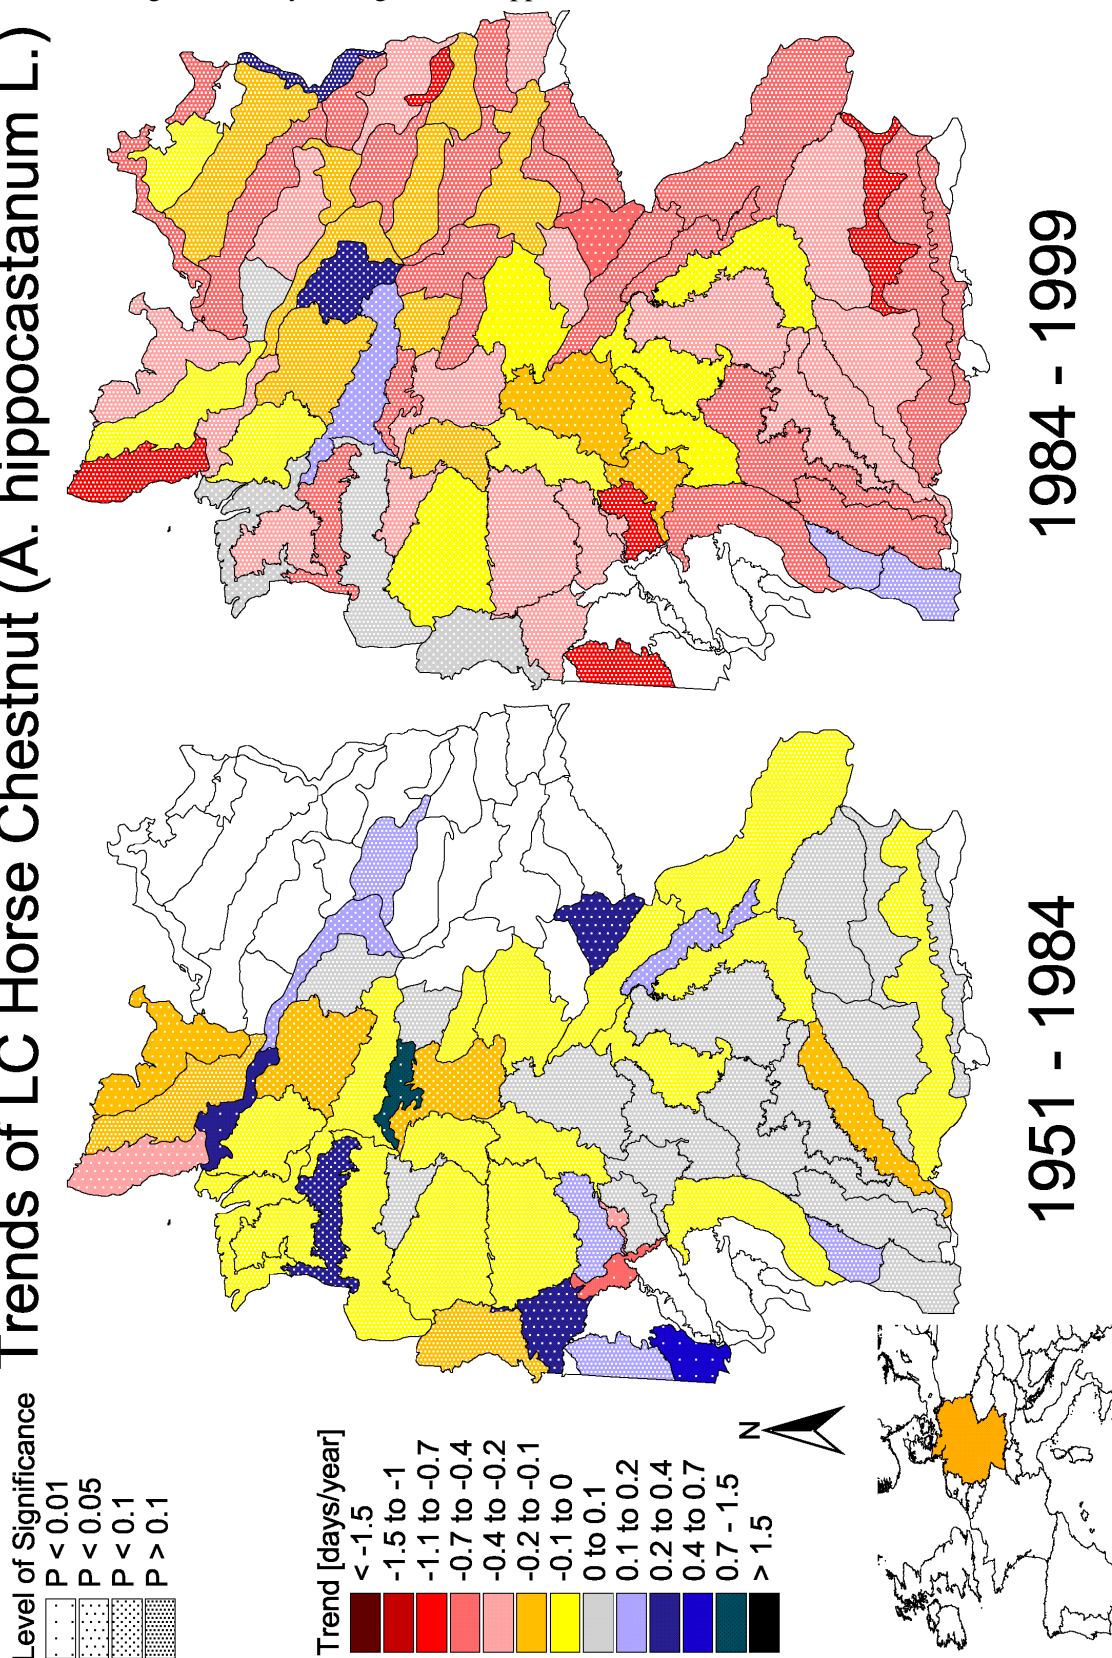 Trends of LC Horse Chestnut (A. hippocastanum L.)
Level of Significance
P < 0.01
P < 0.05
P < 0.1
P > 0.1
Trend [days/year]
< -1.5
-1.5 to -1
-1.1 to -0.7
-0.7 to -0.4
-0.4 to -0.2
-0.2 to -0.1
-0.1 to 0
0 to 0.1
0.1 to 0.2
0.2 to 0.4
0.4 to 0.7
0.7 - 1.5
> 1.5
N
1951 - 1984
1984 - 1999